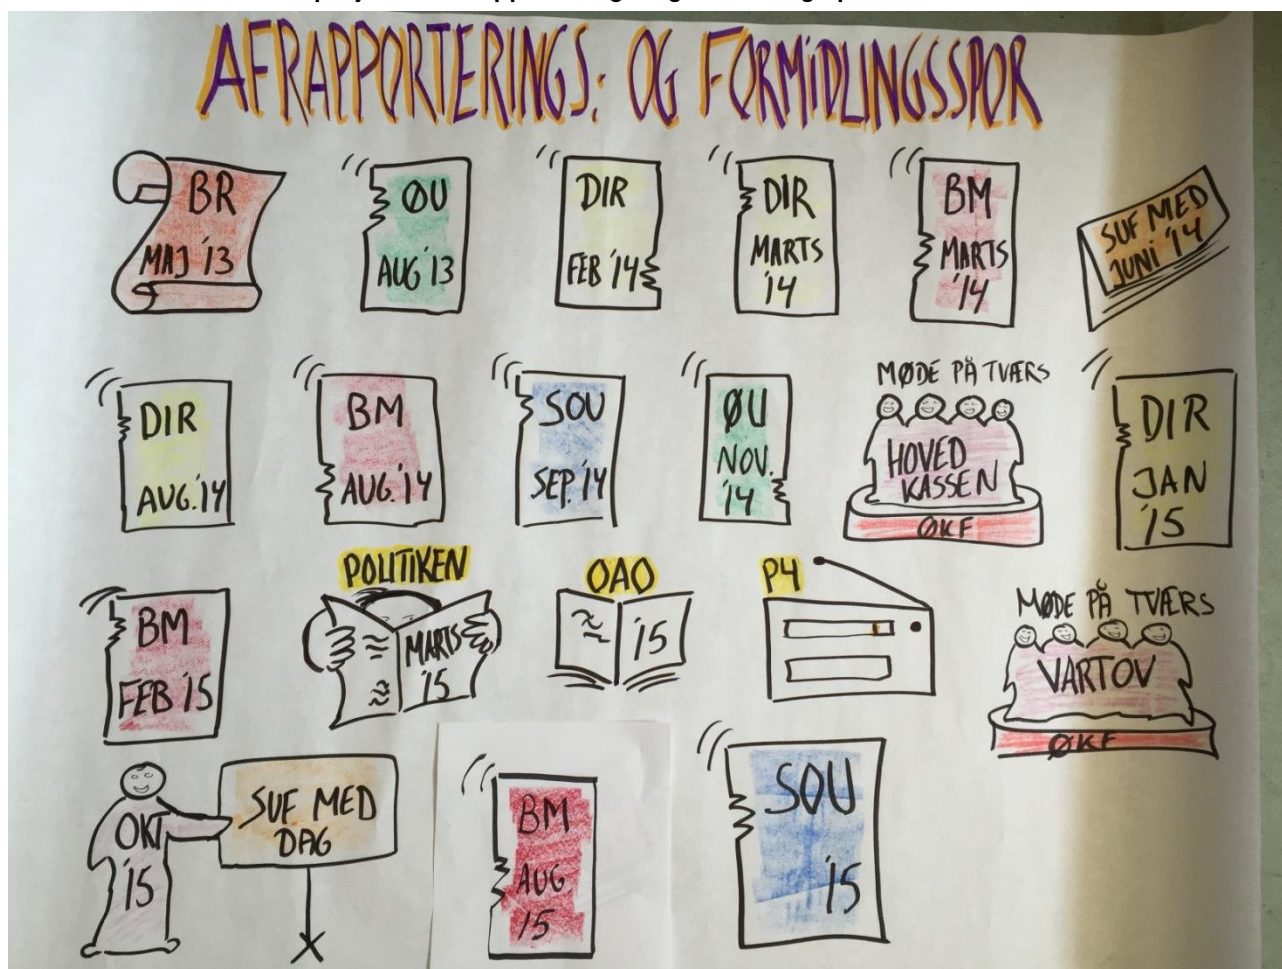 AFRAPPORTERINGS: OG FORMIDLINGSSPOR
BR
MAJ '13
ØU
AUG '13
DIR
FEB '14
DIR
MARTS
'14
BM
MARTS
'14
SUF MED
JUNI '14
DIR
AUG. '14
BM
AUG. '14
SOU
SEP. '14
ØU
NOV.
'14
MØDE PÅ TVÆRS
HOVED
KASSEN
ØKF
DIR
JAN
'15
BM
FEB '15
POLITIKEN
MARTS
'15
OAO
'15
P4
MØDE PÅ TVÆRS
VARTOV
ØKF
OKT
'15
SUF MED
DAG
BM
AUG
15
SOU
'15